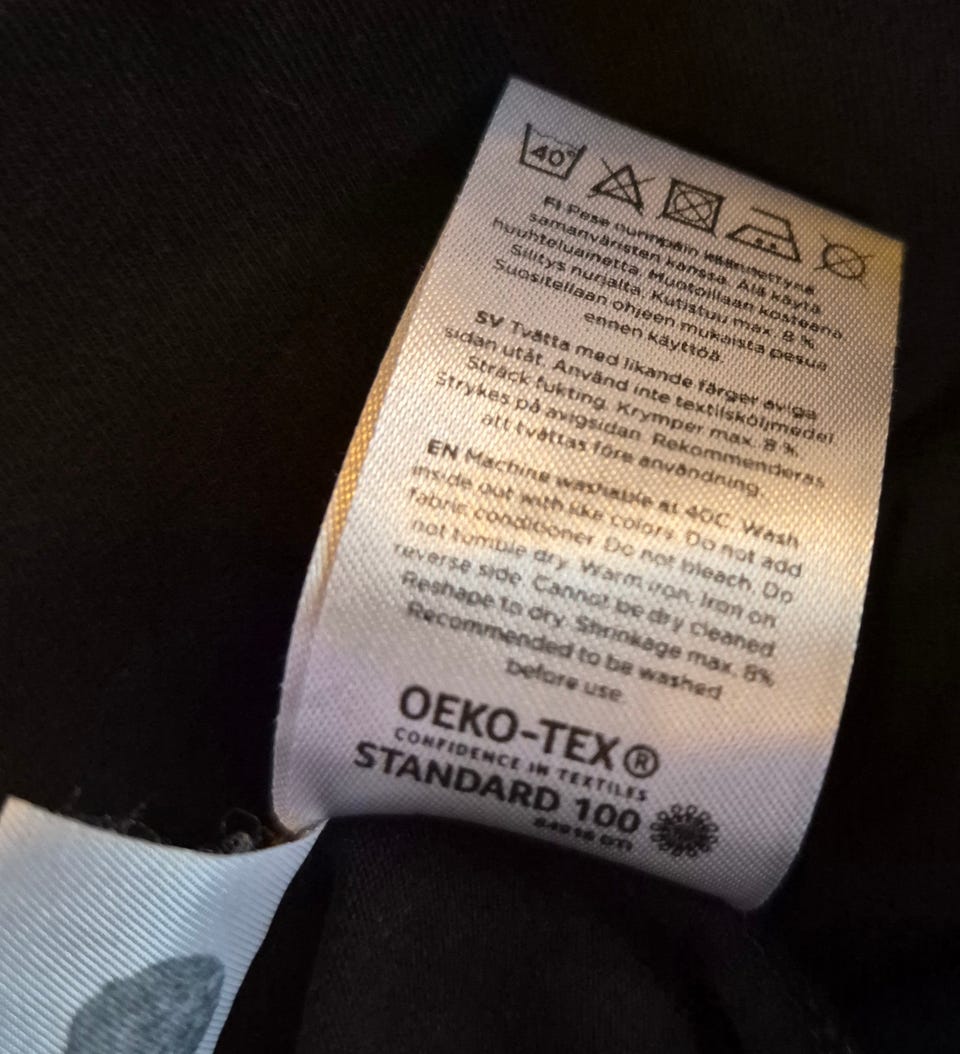 40°
FI Pese nurinpäin käännettynä
samanväristen kanssa. Älä käytä
huuhteluainetta. Muotoillaan kosteana
Silitys nurjalta. Kutistuu max. 8 %
Suositellaan ohjeen mukaista pesua
ennen käyttöä.
SV Tvätta med likande färger aviga
sidan utåt. Använd inte textilsköljmedel
Sträck fukting. Krymper max. 8 %
Strykes på avigsidan. Rekommenderas
att tvättas före användning.
EN Machine washable at 40C. Wash
inside out with like colors. Do not add
fabric conditioner. Do not bleach. Do
not tumble dry. Warm iron. Iron on
reverse side. Cannot be dry cleaned
Reshape to dry. Shrinkage max. 8%
Recommended to be washed
before use.
OEKO-TEX®
CONFIDENCE IN TEXTILES
STANDARD 100